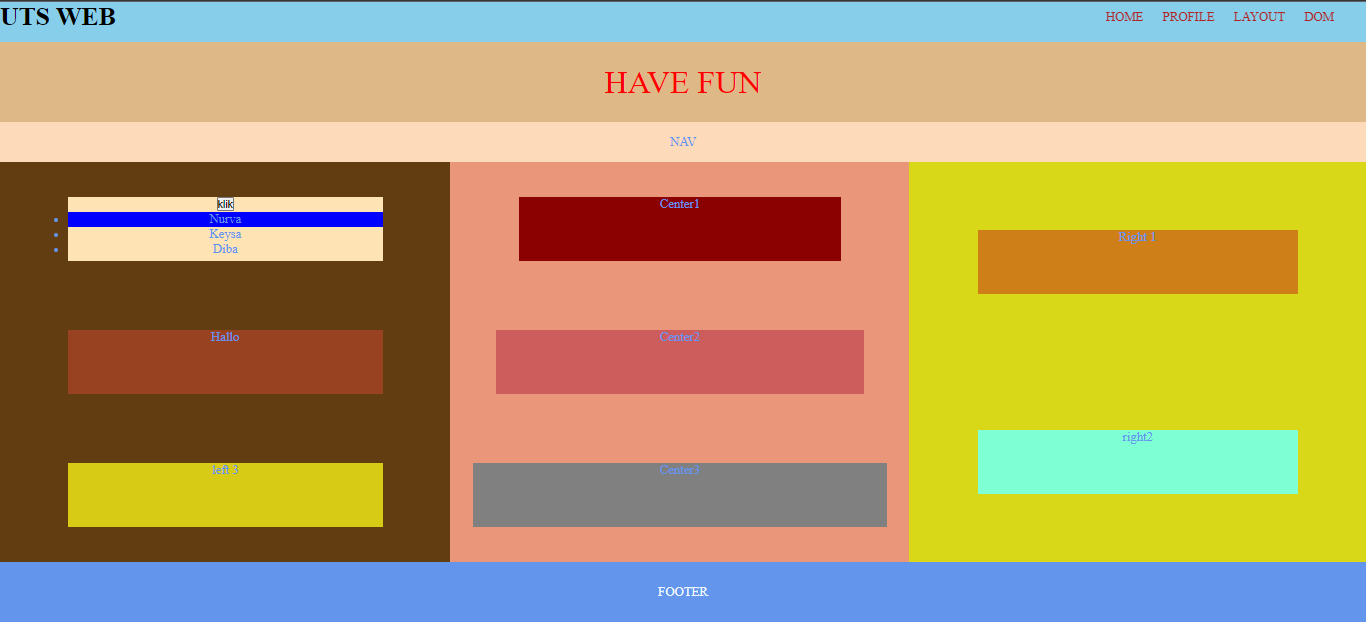 UTS WEB
HOME PROFILE LAYOUT DOM
HAVE FUN
NAV
klik
Nurva
Keysa
Diba
Hallo
left 3
Center1
Center2
Center3
Right 1
right2
FOOTER